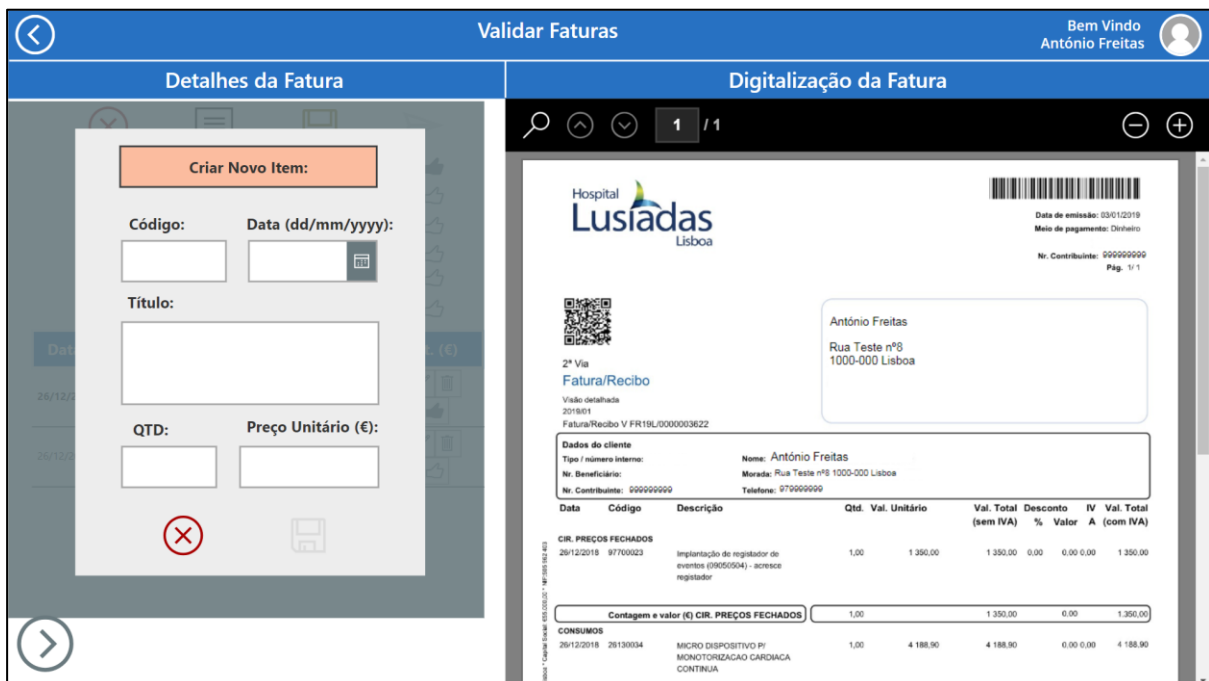 Validar Faturas
Bem Vindo
António Freitas
Detalhes da Fatura
Digitalização da Fatura
Criar Novo Item:
Código:
Data (dd/mm/yyyy):
Título:
QTD:
Preço Unitário (€):
Data
t. (€)
26/12/2
26/12/2
1 / 1
Hospital
Lusíadas
Lisboa
Data de emissão: 03/01/2019
Meio de pagamento: Dinheiro
Nr. Contribuinte: 999999999
Pág. 1/ 1
António Freitas
Rua Teste nº8
1000-000 Lisboa
2ª Via
Fatura/Recibo
Visão detalhada
2019/01
Fatura/Recibo V FR19L/0000003622
Dados do cliente
Tipo / número interno:
Nome: António Freitas
Nr. Beneficiário:
Morada: Rua Teste nº8 1000-000 Lisboa
Nr. Contribuinte: 999999999
Telefone: 979999999
Data Código Descrição Qtd. Val. Unitário Val. Total Desconto IV Val. Total
(sem IVA) % Valor A (com IVA)
CIR. PREÇOS FECHADOS
26/12/2018 97700023 Implantação de registador de 1,00 1 350,00 1 350,00 0,00 0,00 0,00 1 350,00
eventos (09050504) - acresce
registador
Contagem e valor (€) CIR. PREÇOS FECHADOS 1,00 1 350,00 0.00 1.350,00
CONSUMOS
26/12/2018 26130034 MICRO DISPOSITIVO P/ 1,00 4 188,90 4 188,90 0,00 0,00 4 188,90
MONOTORIZACAO CARDIACA
CONTINUA